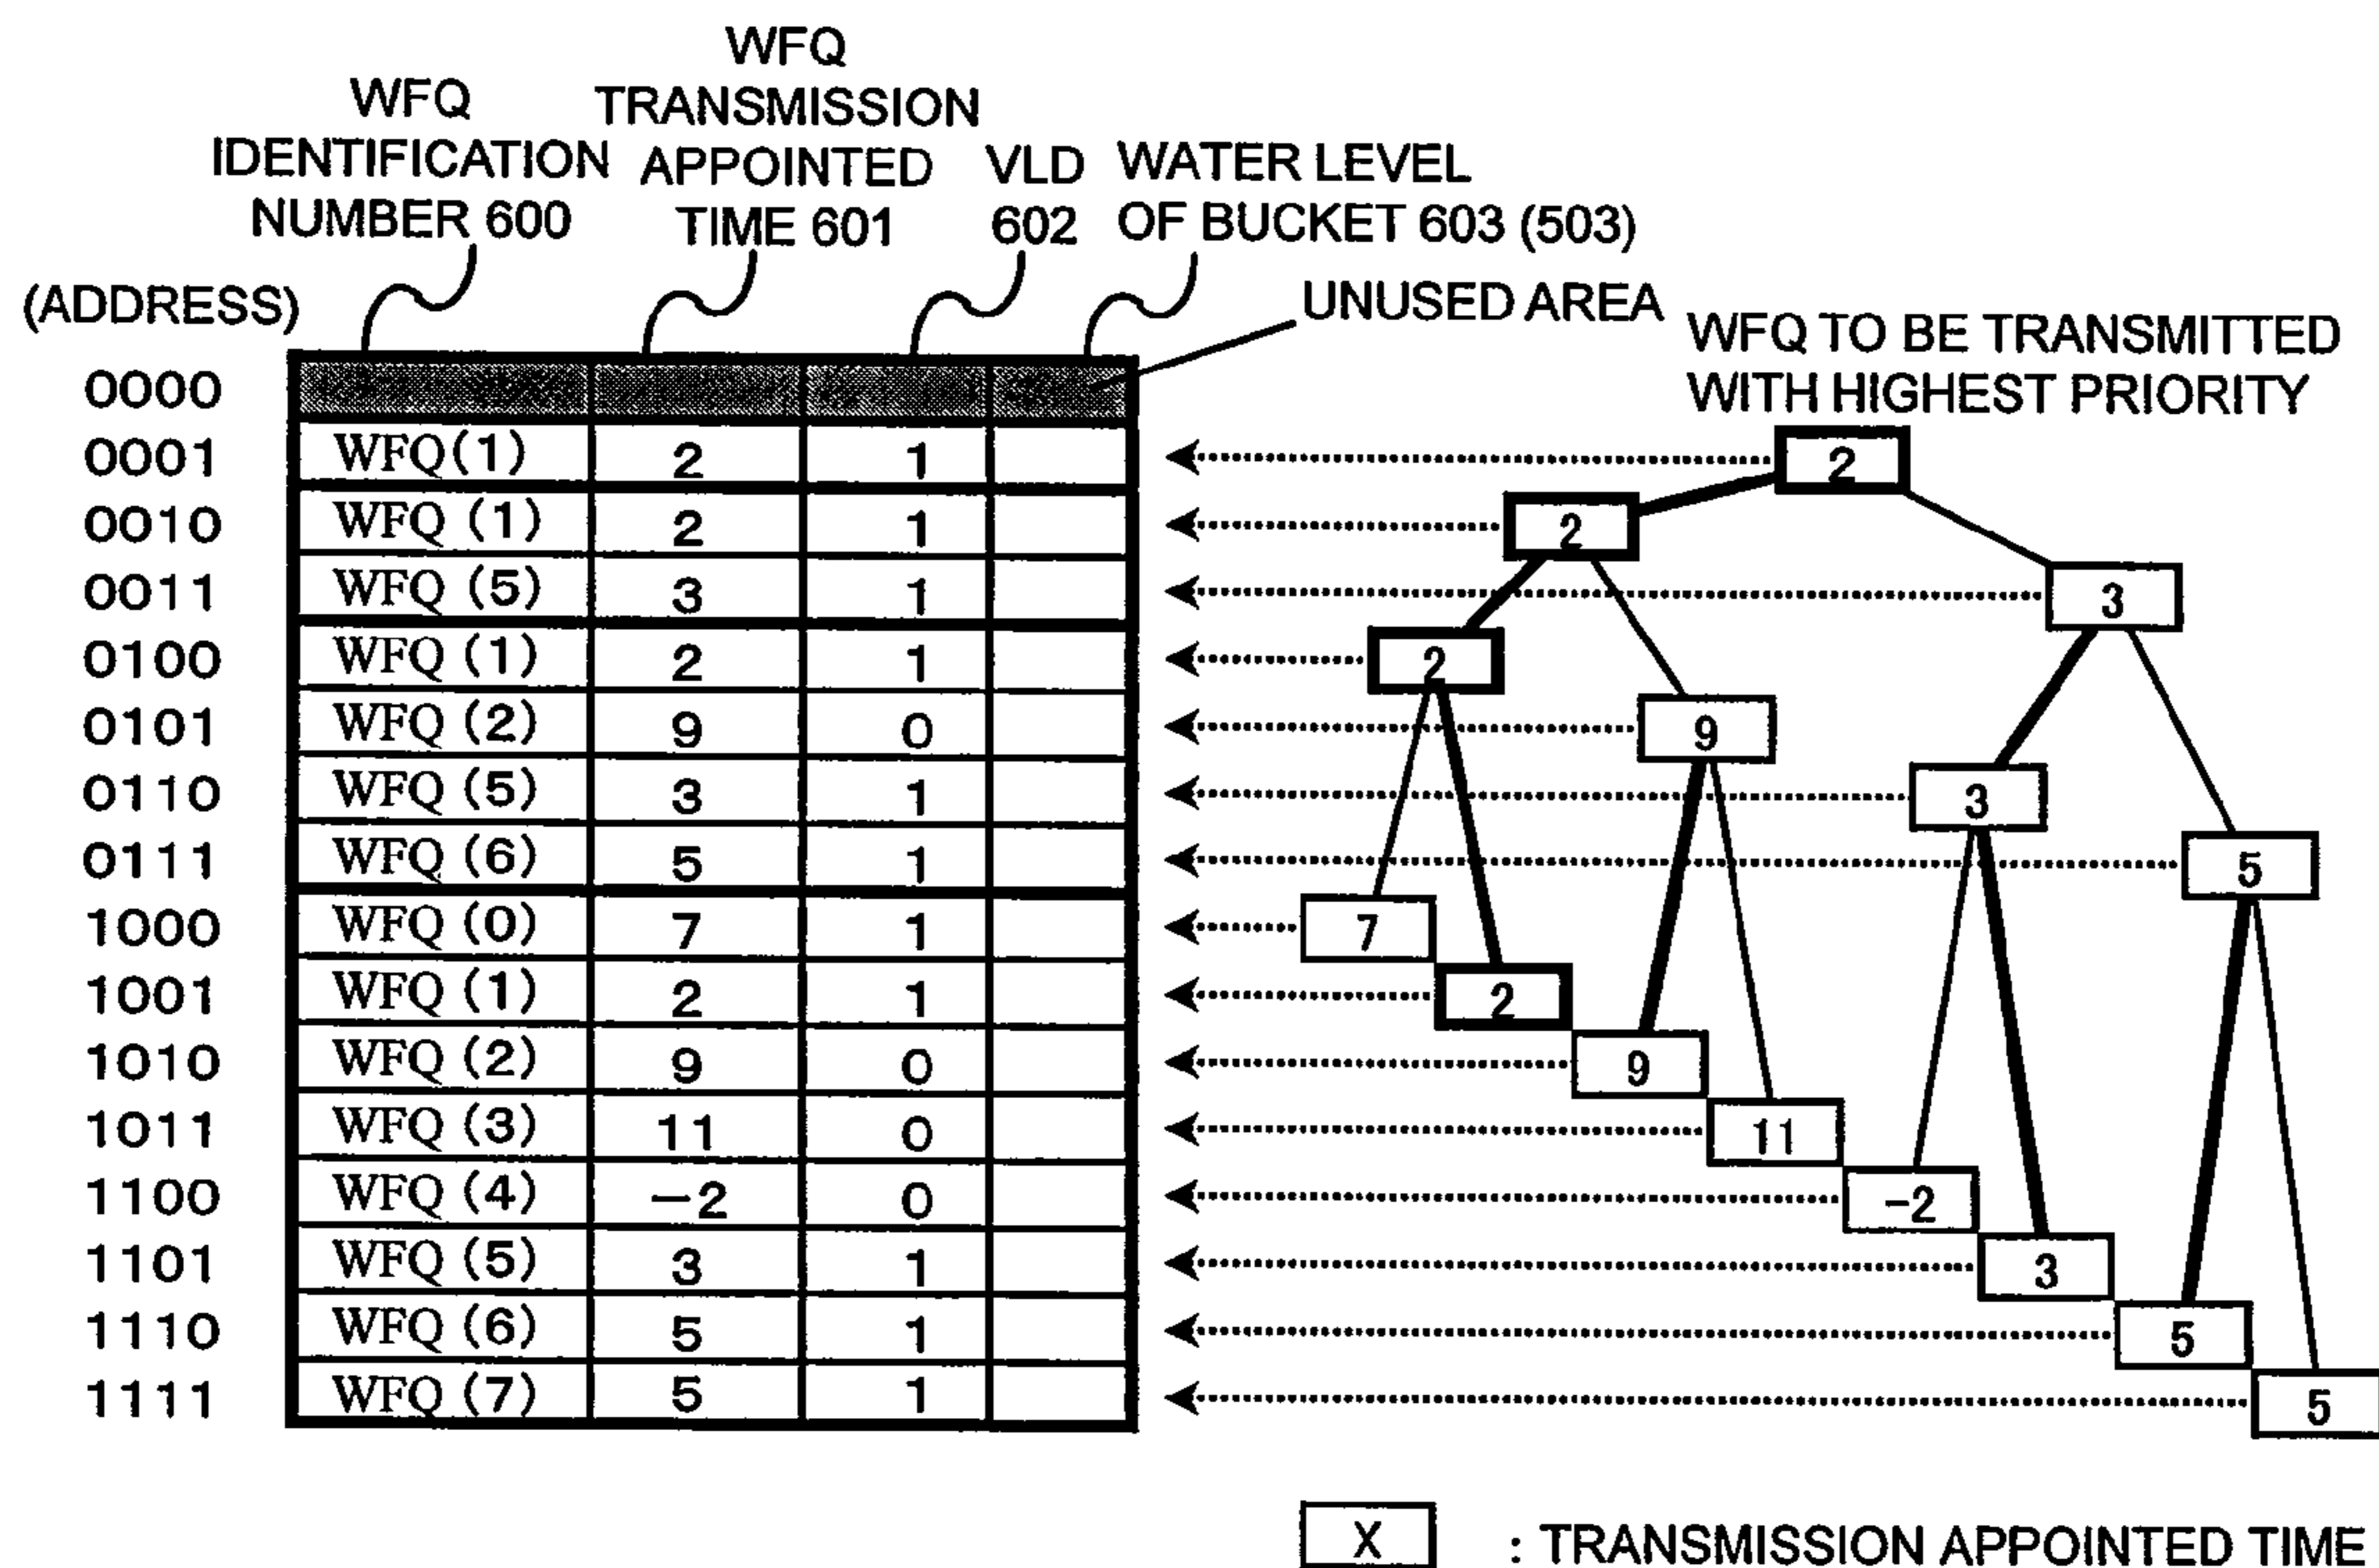 WFQ
IDENTIFICATION
NUMBER 600
WFQ
TRANSMISSION
APPOINTED
TIME 601
VLD
602
WATER LEVEL
OF BUCKET 603 (503)
(ADDRESS)
UNUSED AREA
WFQ TO BE TRANSMITTED
WITH HIGHEST PRIORITY
0000
0001 WFQ(1) 2 1 2
0010 WFQ (1) 2 1 2
0011 WFQ (5) 3 1 3
0100 WFQ (1) 2 1 2
0101 WFQ (2) 9 0 9
0110 WFQ (5) 3 1 3
0111 WFQ (6) 5 1 5
1000 WFQ (0) 7 1 7
1001 WFQ (1) 2 1 2
1010 WFQ (2) 9 0 9
1011 WFQ (3) 11 0 11
1100 WFQ (4) −2 0 −2
1101 WFQ (5) 3 1 3
1110 WFQ (6) 5 1 5
1111 WFQ (7) 5 1 5
X : TRANSMISSION APPOINTED TIME